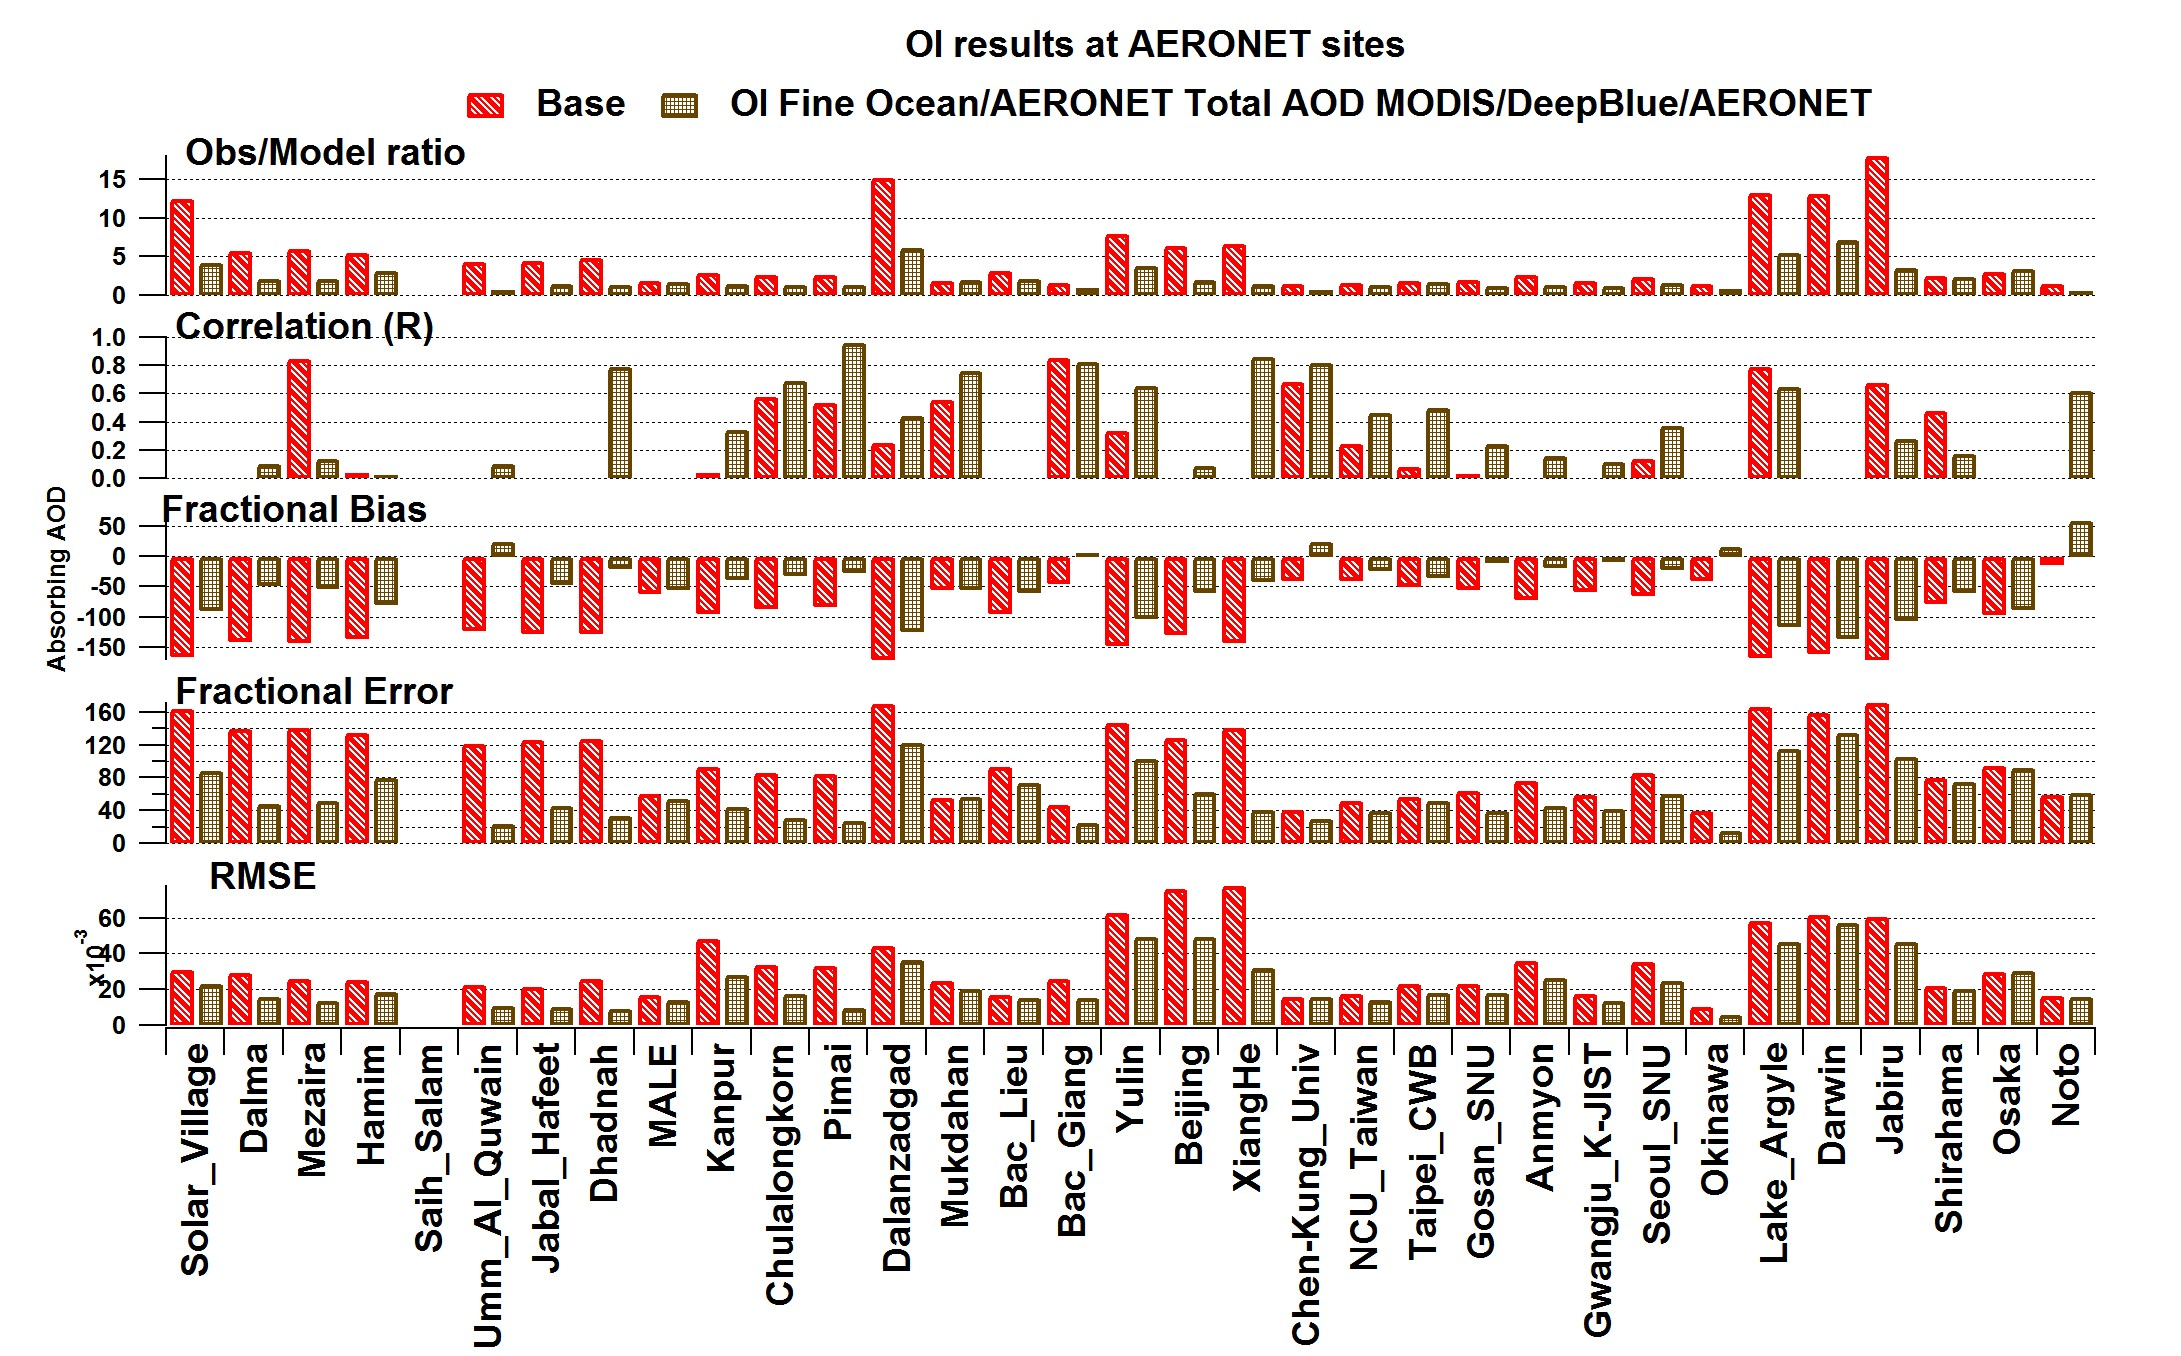 OI results at AERONET sites
Base OI Fine Ocean/AERONET Total AOD MODIS/DeepBlue/AERONET
Obs/Model ratio
15
10
5
0
Correlation (R)
1.0
0.8
0.6
0.4
0.2
0.0
Absorbing AOD
Fractional Bias
50
0
-50
-100
-150
Fractional Error
160
120
80
40
0
RMSE
x10-3
60
40
20
0
Solar_Village
Dalma
Mezaira
Hamim
Saih_Salam
Umm_Al_Quwain
Jabal_Hafeet
Dhadnah
MALE
Kanpur
Chulalongkorn
Pimai
Dalanzadgad
Mukdahan
Bac_Lieu
Bac_Giang
Yulin
Beijing
XiangHe
Chen-Kung_Univ
NCU_Taiwan
Taipei_CWB
Gosan_SNU
Anmyon
Gwangju_K-JIST
Seoul_SNU
Okinawa
Lake_Argyle
Darwin
Jabiru
Shirahama
Osaka
Noto